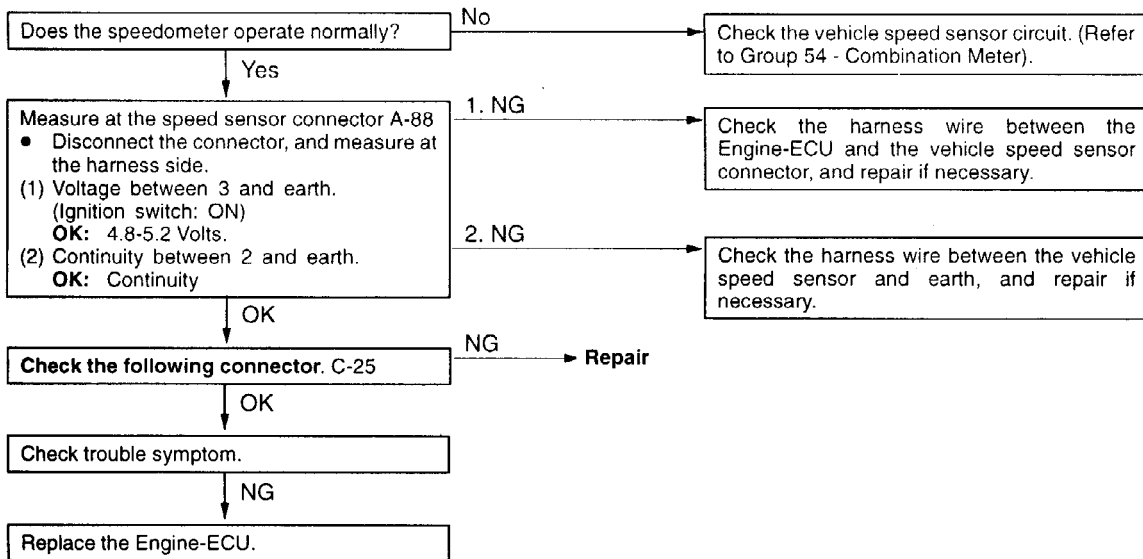 Does the speedometer operate normally?
No
Check the vehicle speed sensor circuit. (Refer
to Group 54 - Combination Meter).
Yes
Measure at the speed sensor connector A-88
● Disconnect the connector, and measure at
the harness side.
(1) Voltage between 3 and earth.
(Ignition switch: ON)
OK: 4.8-5.2 Volts.
(2) Continuity between 2 and earth.
OK: Continuity
1. NG
Check the harness wire between the
Engine-ECU and the vehicle speed sensor
connector, and repair if necessary.
2. NG
Check the harness wire between the vehicle
speed sensor and earth, and repair if
necessary.
OK
Check the following connector. C-25
NG
Repair
OK
Check trouble symptom.
NG
Replace the Engine-ECU.